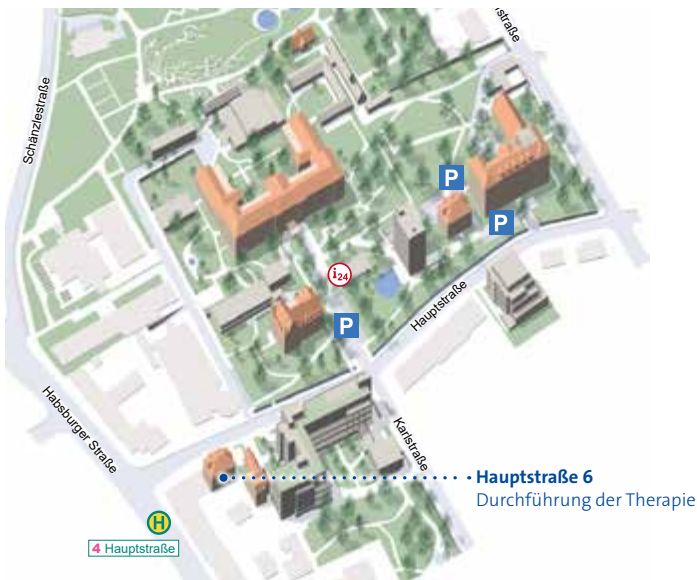 straße
Schänzlestraße
P
P
i24
P
Hauptstraße
Habsburger Straße
Karlstraße
Hauptstraße 6
Durchführung der Therapie
H
4 Hauptstraße